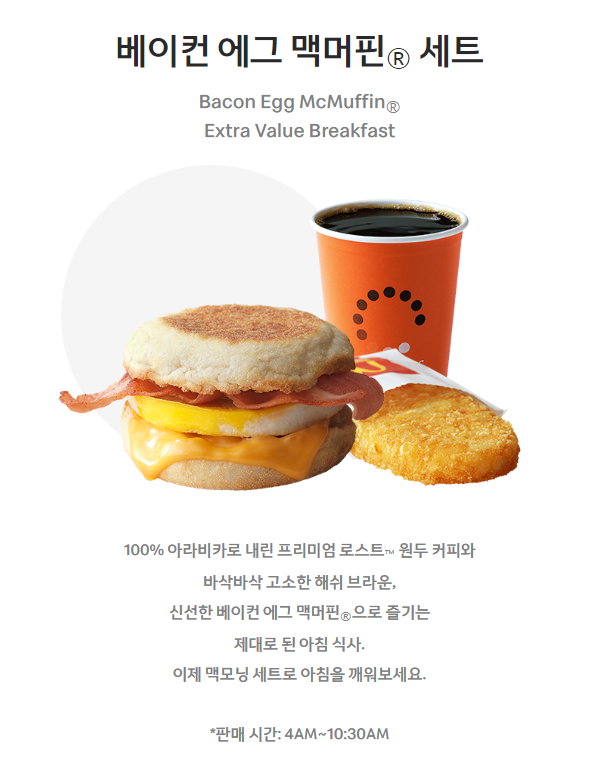 베이컨 에그 맥머핀® 세트
Bacon Egg McMuffin®
Extra Value Breakfast
100% 아라비카로 내린 프리미엄 로스트™ 원두 커피와
바삭바삭 고소한 해쉬 브라운,
신선한 베이컨 에그 맥머핀®으로 즐기는
제대로 된 아침 식사.
이제 맥모닝 세트로 아침을 깨워보세요.
*판매 시간: 4AM~10:30AM